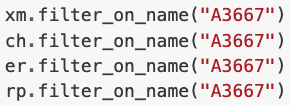 xm.filter_on_name("A3667")
ch.filter_on_name("A3667")
er.filter_on_name("A3667")
rp.filter_on_name("A3667")